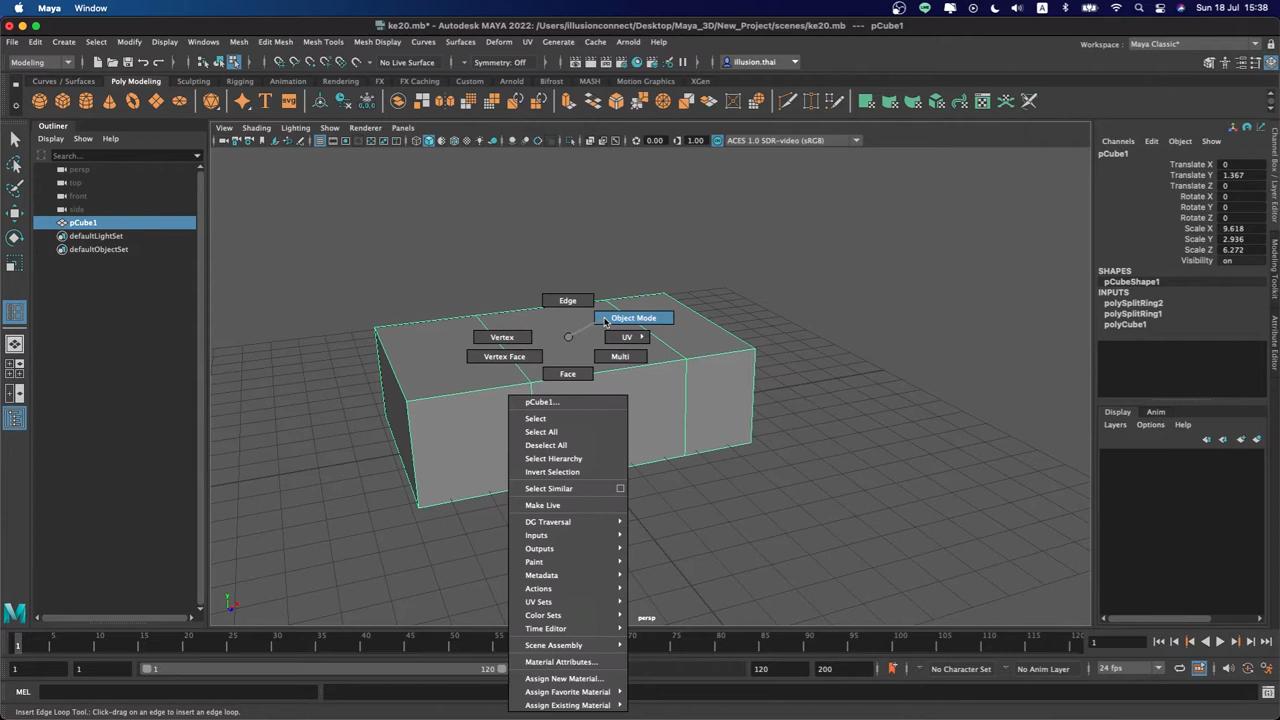 Maya Window A Sun 18 Jul 15:38
ke20.mb* - Autodesk MAYA 2022: /Users/illusionconnect/Desktop/Maya_3D/New_Project/scenes/ke20.mb --- pCube1
File Edit Create Select Modify Display Windows Mesh Edit Mesh Mesh Tools Mesh Display Curves Surfaces Deform UV Generate Cache Arnold Help Workspace : Maya Classic*
Modeling No Live Surface Symmetry: Off illusion.thai
Curves / Surfaces Poly Modeling Sculpting Rigging Animation Rendering FX FX Caching Custom Arnold Bifrost MASH Motion Graphics XGen
Outliner
Display Show Help
Search...
persp
top
front
side
pCube1
defaultLightSet
defaultObjectSet
View Shading Lighting Show Renderer Panels
0.00 1.00 ACES 1.0 SDR-video (sRGB)
Edge
Object Mode
Vertex UV
Vertex Face Multi
Face
pCube1...
Select
Select All
Deselect All
Select Hierarchy
Invert Selection
Select Similar
Make Live
DG Traversal
Inputs
Outputs
Paint
Metadata
Actions
UV Sets
Color Sets
Time Editor
Scene Assembly
Material Attributes...
Assign New Material...
Assign Favorite Material
Assign Existing Material
persp
Channels Edit Object Show
pCube1
Translate X 0
Translate Y 1.367
Translate Z 0
Rotate X 0
Rotate Y 0
Rotate Z 0
Scale X 9.618
Scale Y 2.936
Scale Z 6.272
Visibility on
SHAPES
pCubeShape1
INPUTS
polySplitRing2
polySplitRing1
polyCube1
Display Anim
Layers Options Help
Channel Box / Layer Editor
Modeling Toolkit
Attribute Editor
1 5 10 15 20 25 30 35 40 45 50 55 75 80 85 90 95 100 105 110 115 120 1
1 1 1 120 120 200 No Character Set No Anim Layer 24 fps
MEL
Insert Edge Loop Tool: Click-drag on an edge to insert an edge loop.